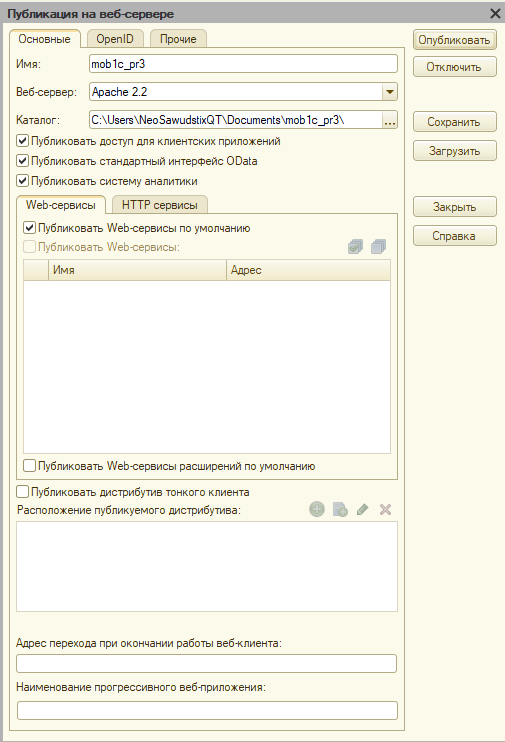 Публикация на веб-сервере
Основные OpenID Прочие
Опубликовать
Имя: mob1c_pr3
Отключить
Веб-сервер: Apache 2.2
Каталог: C:\Users\NeoSawudstixQT\Documents\mob1c_pr3\ ...
Сохранить
Публиковать доступ для клиентских приложений
Загрузить
Публиковать стандартный интерфейс OData
Публиковать систему аналитики
Закрыть
Web-сервисы HTTP сервисы
Справка
Публиковать Web-сервисы по умолчанию
Публиковать Web-сервисы:
Имя Адрес
Публиковать Web-сервисы расширений по умолчанию
Публиковать дистрибутив тонкого клиента
Расположение публикуемого дистрибутива:
Адрес перехода при окончании работы веб-клиента:
Наименование прогрессивного веб-приложения: